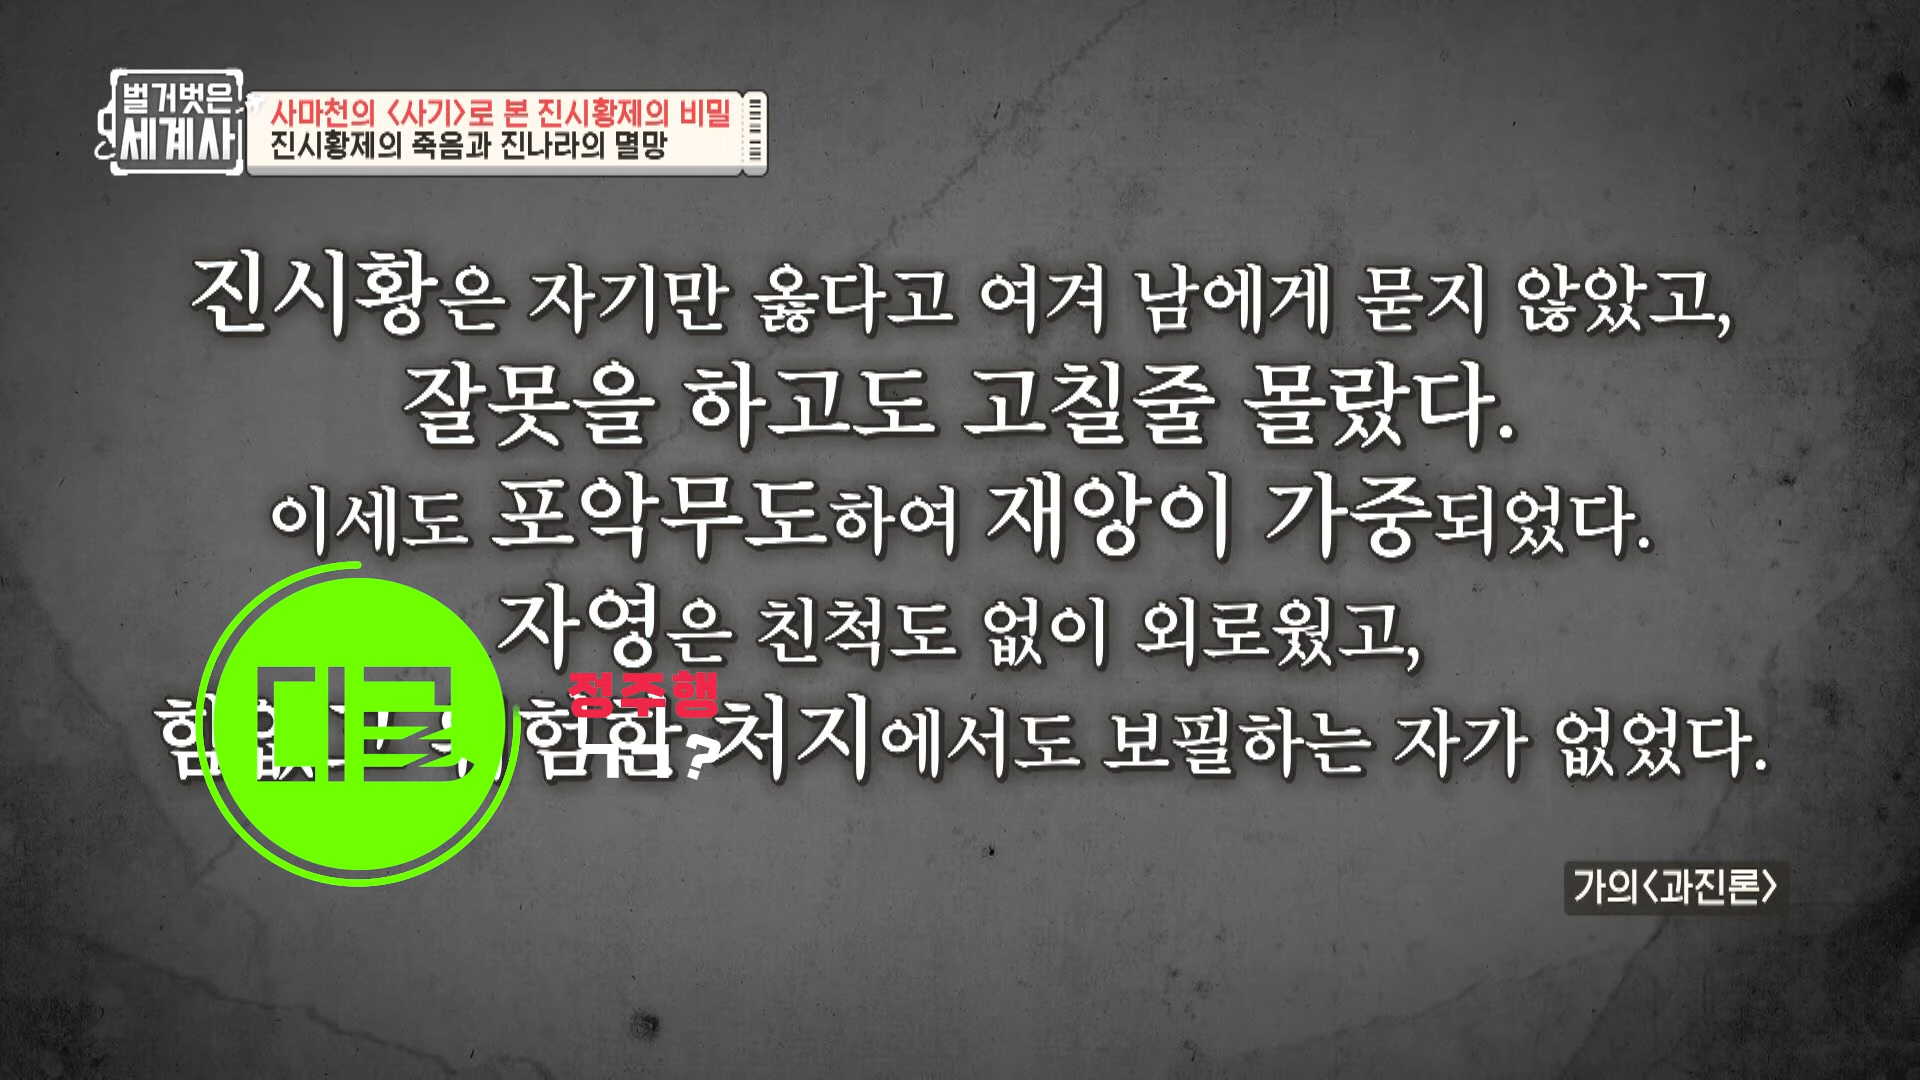 벌거벗은
세계사
사마천의 <사기>로 본 진시황제의 비밀
진시황제의 죽음과 진나라의 멸망
진시황은 자기만 옳다고 여겨 남에게 묻지 않았고,
잘못을 하고도 고칠줄 몰랐다.
이세도 포악무도하여 재앙이 가중되었다.
자영은 친척도 없이 외로웠고,
처지에서도 보필하는 자가 없었다.
디글
정주행
가의<과진론>